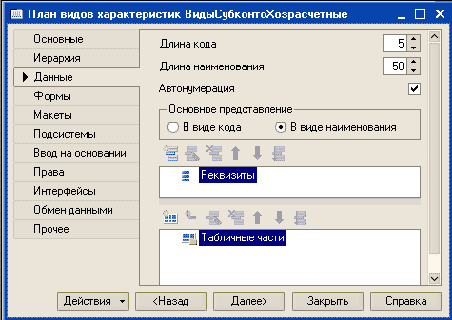 План видов характеристик ВидыСубконтоХозрасчетные
Основные
Иерархия
Данные
Формы
Макеты
Подсистемы
Ввод на основании
Права
Интерфейсы
Обмен данными
Прочее
Длина кода 5
Длина наименования 50
Автонумерация
Основное представление
В виде кода В виде наименования
Реквизиты
Табличные части
Действия <Назад Далее> Закрыть Справка